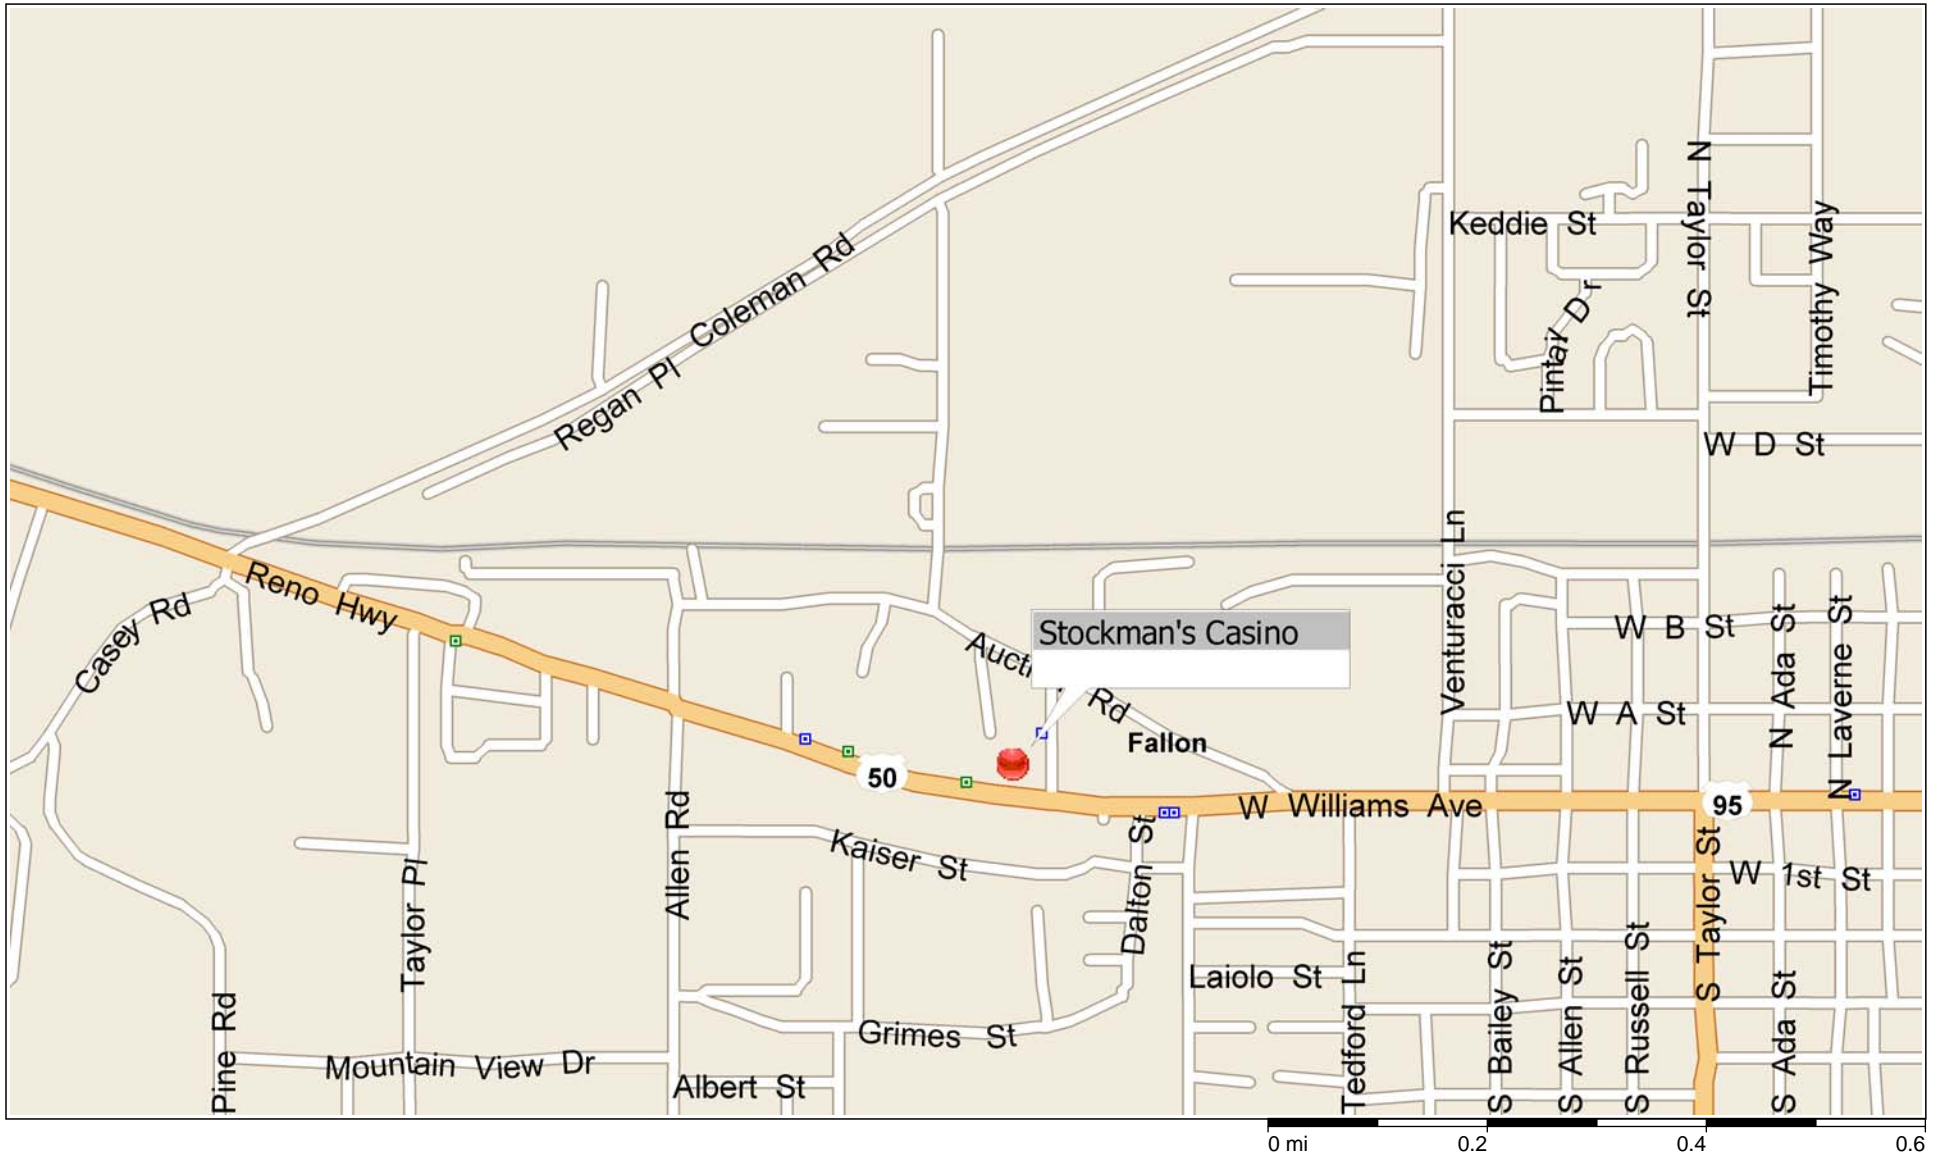 N Taylor St
Timothy Way
Keddie St
Coleman Rd
Regan Pl
Pintail Dr
W D St
Venturacci Ln
Reno Hwy
Casey Rd
Stockman's Casino
W B St
N Ada St
N Laverne St
Rd
W A St
Fallon
50
W Williams Ave
95
Allen Rd
Kaiser St
Dalton St
S Taylor St
W 1st St
Taylor Pl
Laiolo St
Tedford Ln
S Bailey St
S Allen St
S Russell St
S Ada St
Pine Rd
Grimes St
Mountain View Dr
Albert St
0 mi
0.2
0.4
0.6